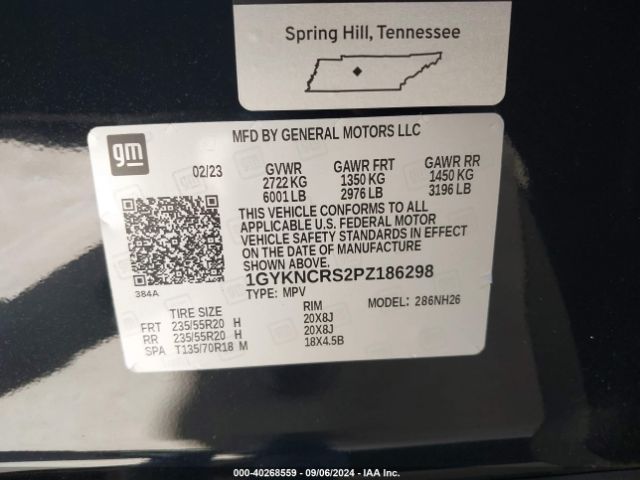 Spring Hill, Tennessee
gm
MFD BY GENERAL MOTORS LLC
02/23 GVWR GAWR FRT GAWR RR
2722 KG 1350 KG 1450 KG
6001 LB 2976 LB 3196 LB
THIS VEHICLE CONFORMS TO ALL
APPLICABLE U.S. FEDERAL MOTOR
VEHICLE SAFETY STANDARDS IN EFFECT
ON THE DATE OF MANUFACTURE
SHOWN ABOVE.
384A
1GYKNCRS2PZ186298
TYPE: MPV MODEL: 286NH26
TIRE SIZE RIM
FRT 235/55R20 H 20X8J
RR 235/55R20 H 20X8J
SPA T135/70R18 M 18X4.5B
000-40268559 - 09/06/2024 - IAA Inc.